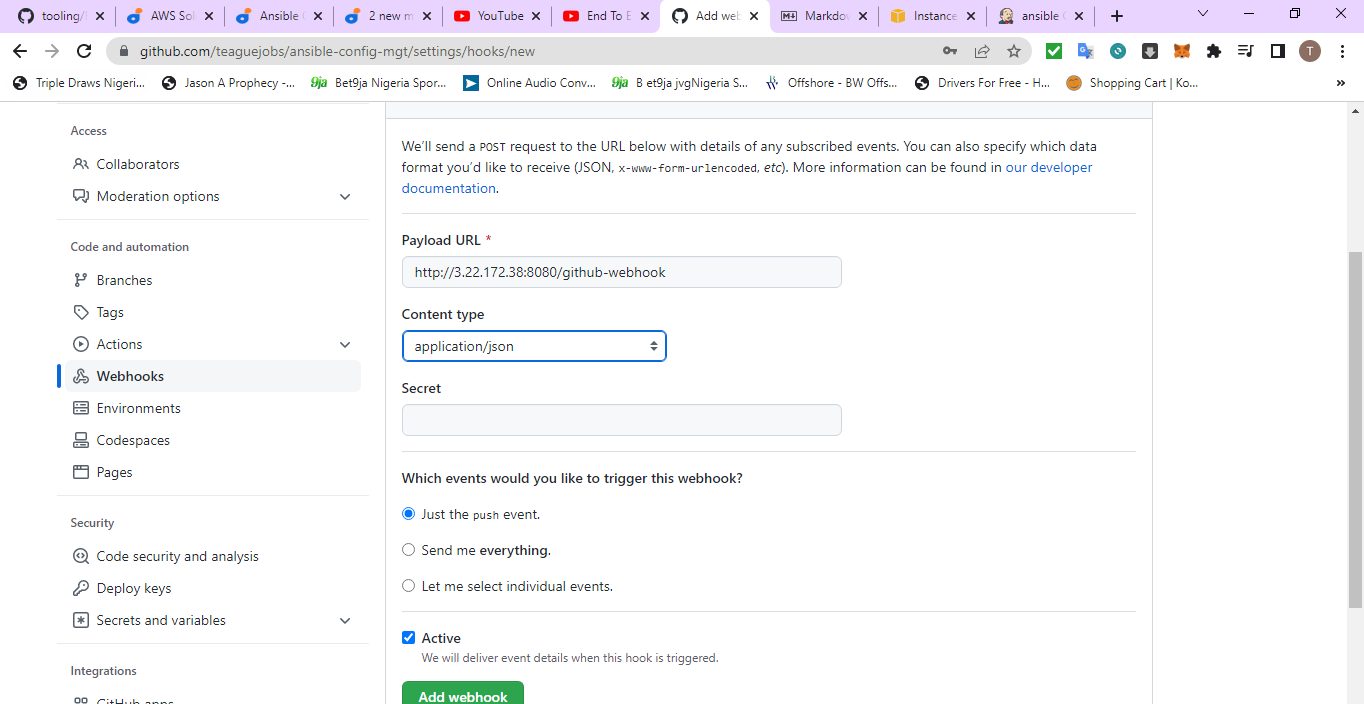 tooling/
AWS Sol
Ansible
2 new m
YouTube
End To E
Add web
Markdow
Instance
ansible
github.com/teaguejobs/ansible-config-mgt/settings/hooks/new
T
Triple Draws Nigeri...
Jason A Prophecy -...
9ja Bet9ja Nigeria Spor...
Online Audio Conv...
9ja B et9ja jvgNigeria S...
Offshore - BW Offs...
Drivers For Free - H...
Shopping Cart | Ko...
»
Access
Collaborators
Moderation options
Code and automation
Branches
Tags
Actions
Webhooks
Environments
Codespaces
Pages
Security
Code security and analysis
Deploy keys
Secrets and variables
Integrations
GitHub apps
We'll send a POST request to the URL below with details of any subscribed events. You can also specify which data
format you'd like to receive (JSON, x-www-form-urlencoded, etc). More information can be found in our developer
documentation.
Payload URL *
http://3.22.172.38:8080/github-webhook
Content type
application/json
Secret
Which events would you like to trigger this webhook?
Just the push event.
Send me everything.
Let me select individual events.
Active
We will deliver event details when this hook is triggered.
Add webhook